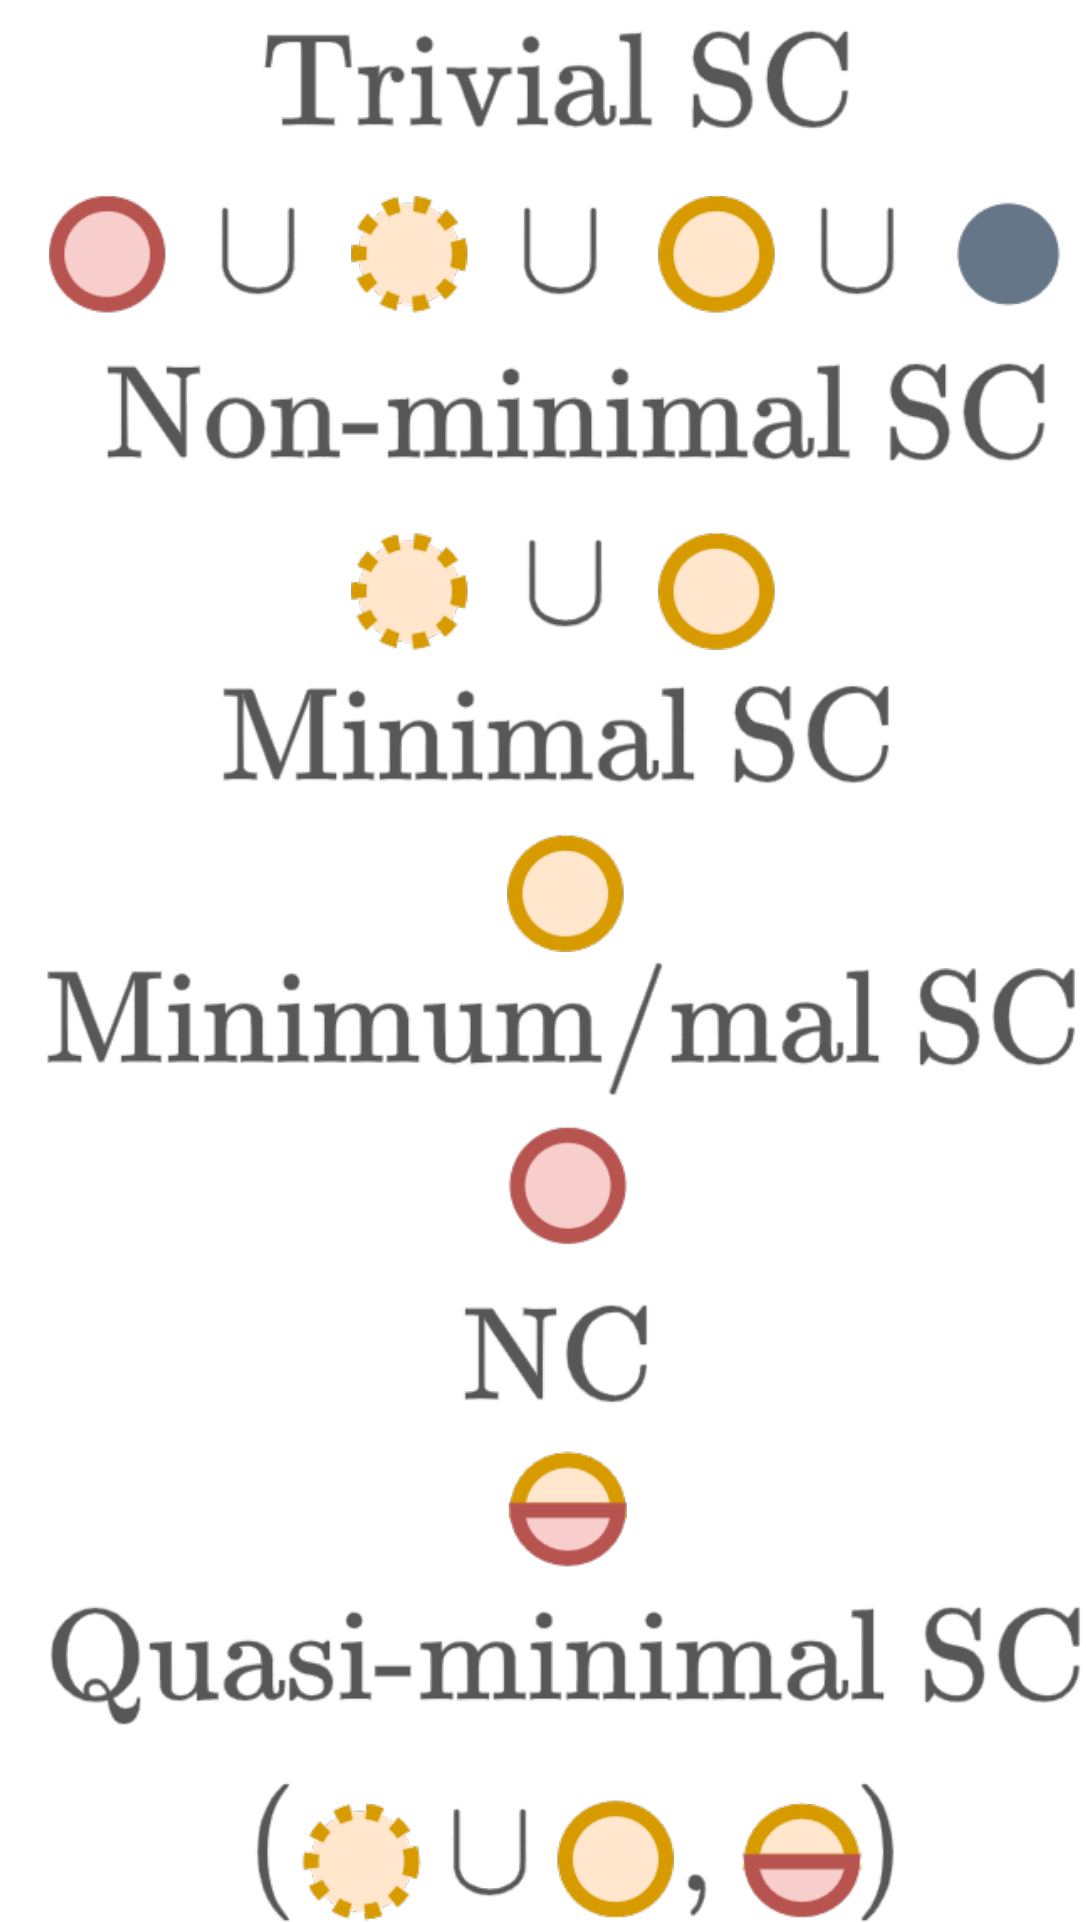 Trivial SC
∪ ∪ ∪
Non-minimal SC
∪
Minimal SC
Minimum/mal SC
NC
Quasi-minimal SC
( ∪ , )